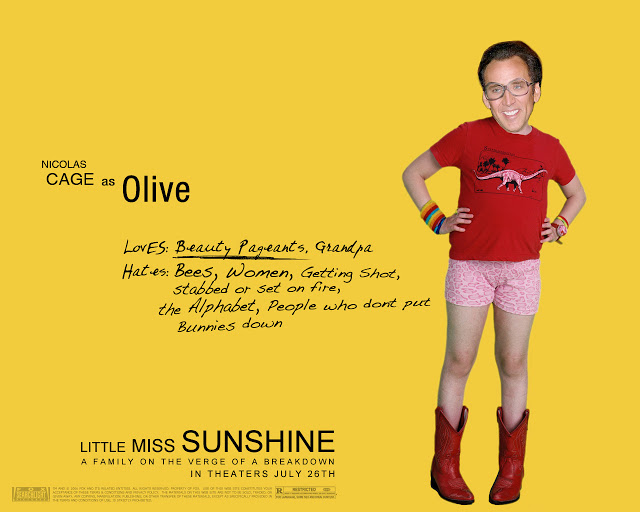 NICOLAS
CAGE as Olive
LovES: Beauty Pageants, Grandpa
Hates: Bees, Women, Getting Shot,
stabbed or set on fire,
the Alphabet, People who dont put
Bunnies down
LITTLE MISS SUNSHINE
A FAMILY ON THE VERGE OF A BREAKDOWN
IN THEATERS JULY 26TH
SEARCHLIGHT
R RESTRICTED